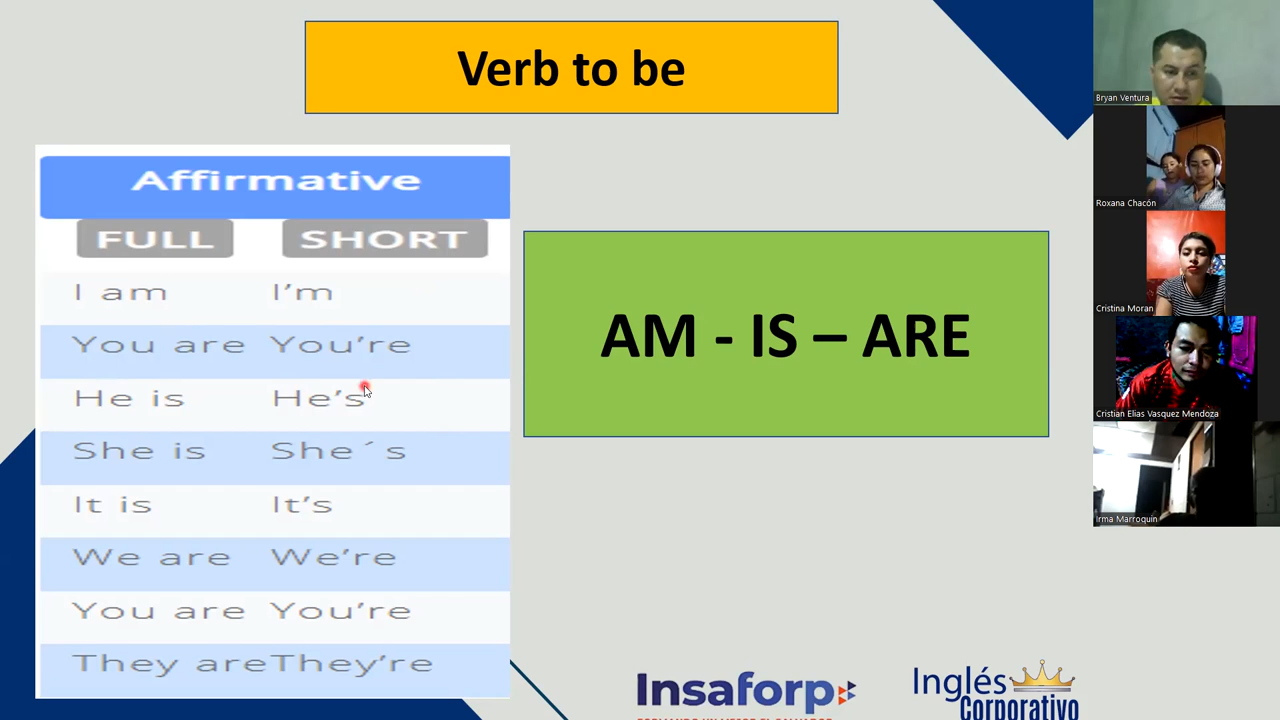 Verb to be
Affirmative
FULL SHORT
I am I'm
You are You're
He is He's
She is She´s
It is It's
We are We're
You are You're
They are They're
AM - IS – ARE
Insaforp
Inglés
Corporativo
Bryan Ventura
Roxana Chacón
Cristina Moran
Cristian Elias Vasquez Mendoza
Irma Marroquin